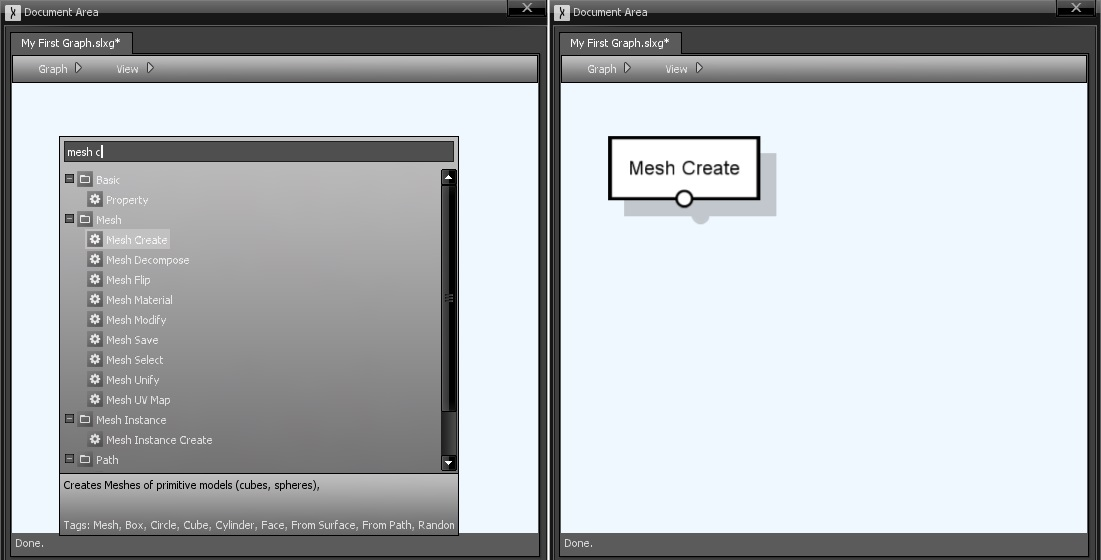 Document Area
My First Graph.slxg*
Graph View
mesh c
Basic
Property
Mesh
Mesh Create
Mesh Decompose
Mesh Flip
Mesh Material
Mesh Modify
Mesh Save
Mesh Select
Mesh Unify
Mesh UV Map
Mesh Instance
Mesh Instance Create
Path
Creates Meshes of primitive models (cubes, spheres),
Tags: Mesh, Box, Circle, Cube, Cylinder, Face, From Surface, From Path, Randon
Done.
Document Area
My First Graph.slxg*
Graph View
Mesh Create
Done.